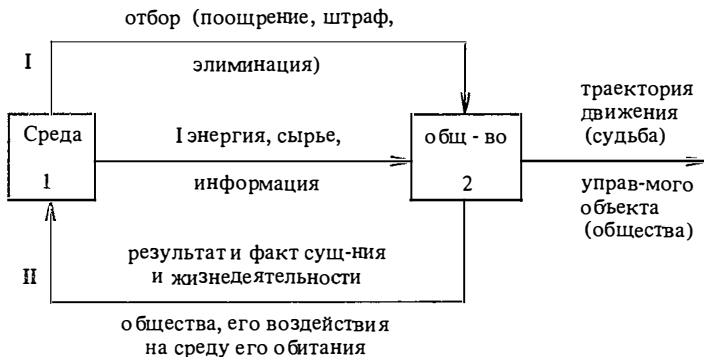 отбор (поощрение, штраф,
I
элиминация)
Среда
1
I энергия, сырье,
информация
общ - во
2
траектория
движения
(судьба)
управ-мого
объекта
(общества)
II
результат и факт сущ-ния
и жизнедеятельности
общества, его воздействия
на среду его обитания